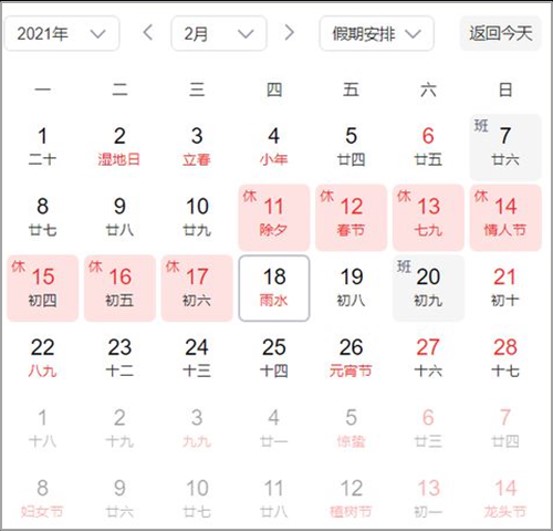 2021年 2月 假期安排 返回今天
一 二 三 四 五 六 日
班
1 2 3 4 5 6 7
二十 湿地日 立春 小年 廿四 廿五 廿六
休 休 休 休
8 9 10 11 12 13 14
廿七 廿八 廿九 除夕 春节 七九 情人节
休 休 休 班
15 16 17 18 19 20 21
初四 初五 初六 雨水 初八 初九 初十
22 23 24 25 26 27 28
八九 十二 十三 十四 元宵节 十六 十七
1 2 3 4 5 6 7
十八 十九 九九 廿一 惊蛰 廿三 廿四
8 9 10 11 12 13 14
妇女节 廿六 廿七 廿八 植树节 初一 龙头节